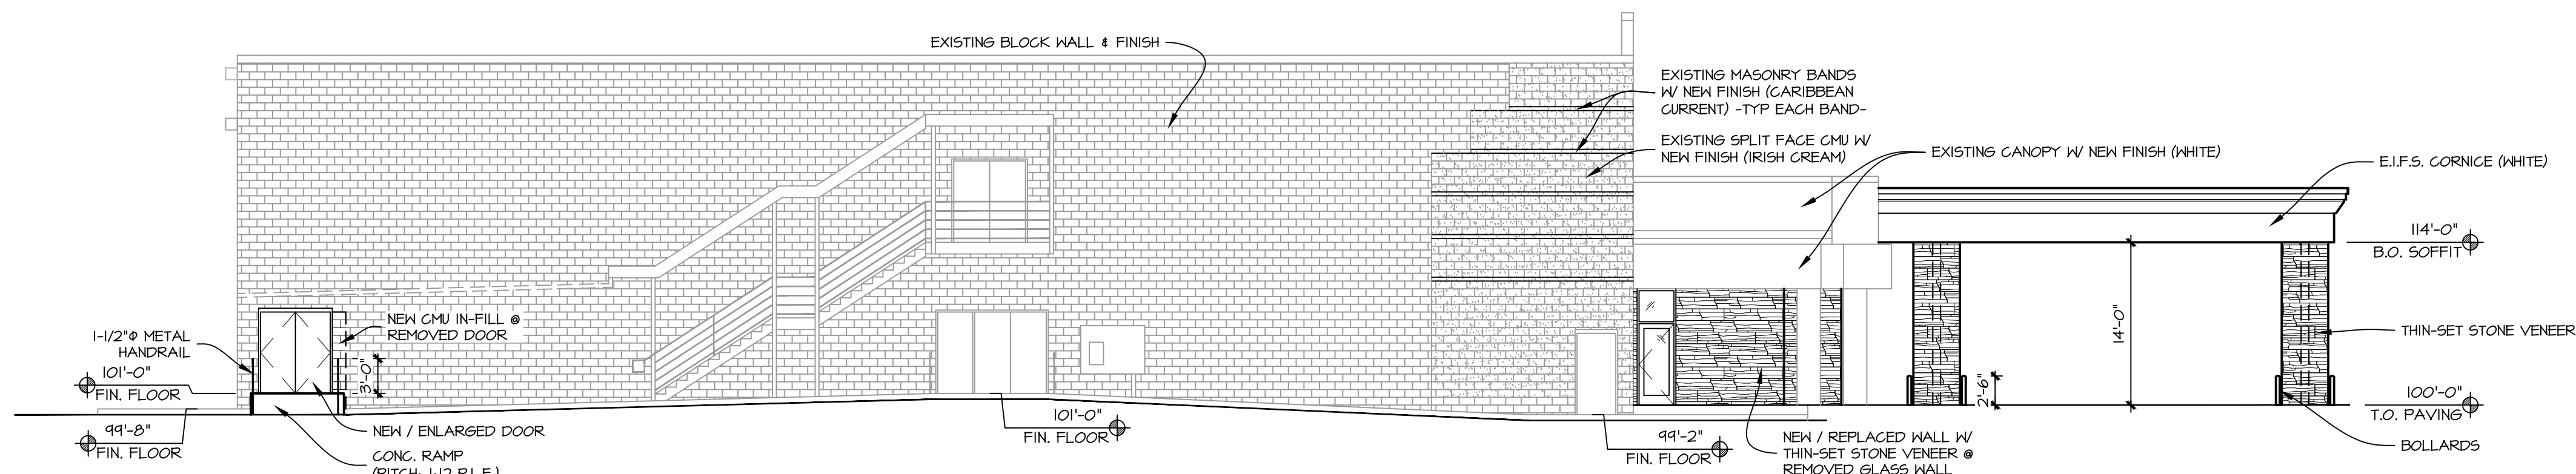 EXISTING BLOCK WALL & FINISH
EXISTING MASONRY BANDS
W/ NEW FINISH (CARIBBEAN
CURRENT) -TYP EACH BAND-
EXISTING SPLIT FACE CMU W/
NEW FINISH (IRISH CREAM)
EXISTING CANOPY W/ NEW FINISH (WHITE)
E.I.F.S. CORNICE (WHITE)
114'-0"
B.O. SOFFIT
14'-0"
THIN-SET STONE VENEER
NEW CMU IN-FILL @
REMOVED DOOR
1-1/2"Φ METAL
HANDRAIL
101'-0"
FIN. FLOOR
3'-0"
2'-6"
100'-0"
T.O. PAVING
99'-8"
FIN. FLOOR
NEW / ENLARGED DOOR
CONC. RAMP
(PITCH: 1:12 R.I.F.)
101'-0"
FIN. FLOOR
99'-2"
FIN. FLOOR
NEW / REPLACED WALL W/
THIN-SET STONE VENEER @
REMOVED GLASS WALL
BOLLARDS